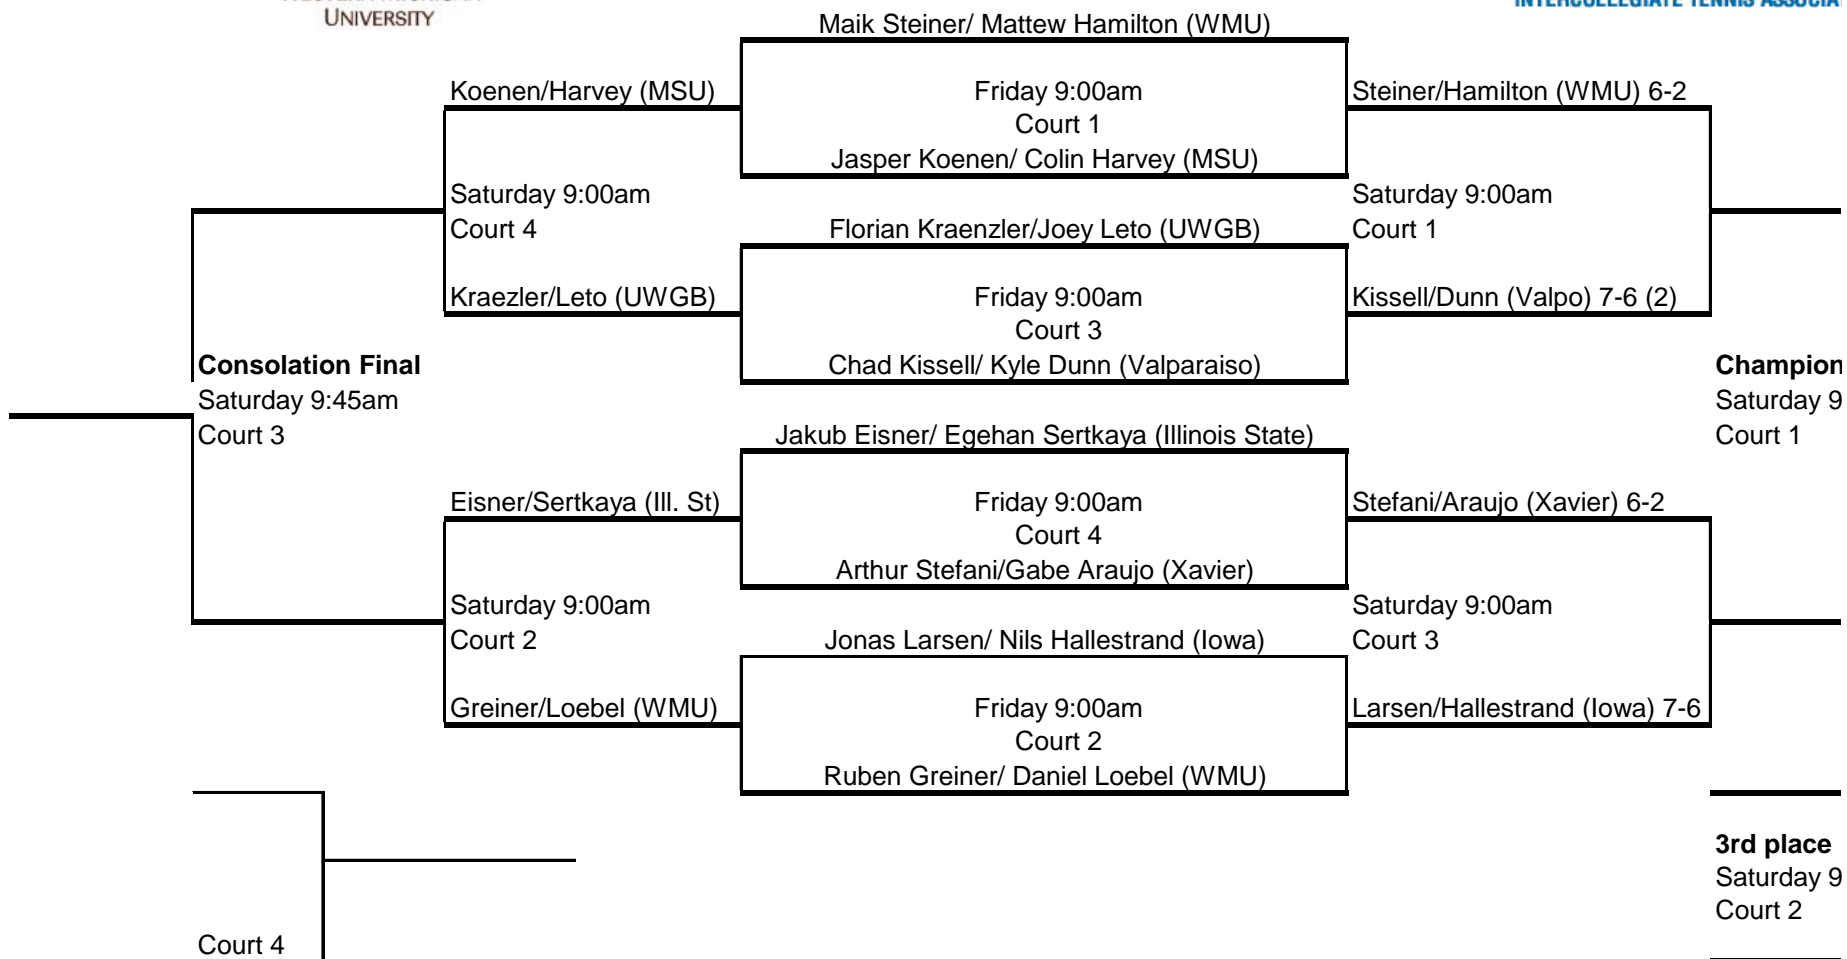 UNIVERSITY
Maik Steiner/ Mattew Hamilton (WMU)
Koenen/Harvey (MSU)
Friday 9:00am
Steiner/Hamilton (WMU) 6-2
Court 1
Jasper Koenen/ Colin Harvey (MSU)
Saturday 9:00am
Saturday 9:00am
Court 4
Florian Kraenzler/Joey Leto (UWGB)
Court 1
Kraezler/Leto (UWGB)
Friday 9:00am
Kissell/Dunn (Valpo) 7-6 (2)
Court 3
Consolation Final
Chad Kissell/ Kyle Dunn (Valparaiso)
Champion
Saturday 9:45am
Saturday 9
Court 3
Jakub Eisner/ Egehan Sertkaya (Illinois State)
Court 1
Eisner/Sertkaya (Ill. St)
Friday 9:00am
Stefani/Araujo (Xavier) 6-2
Court 4
Arthur Stefani/Gabe Araujo (Xavier)
Saturday 9:00am
Saturday 9:00am
Court 2
Jonas Larsen/ Nils Hallestrand (Iowa)
Court 3
Greiner/Loebel (WMU)
Friday 9:00am
Larsen/Hallestrand (Iowa) 7-6
Court 2
Ruben Greiner/ Daniel Loebel (WMU)
3rd place
Saturday 9
Court 2
Court 4